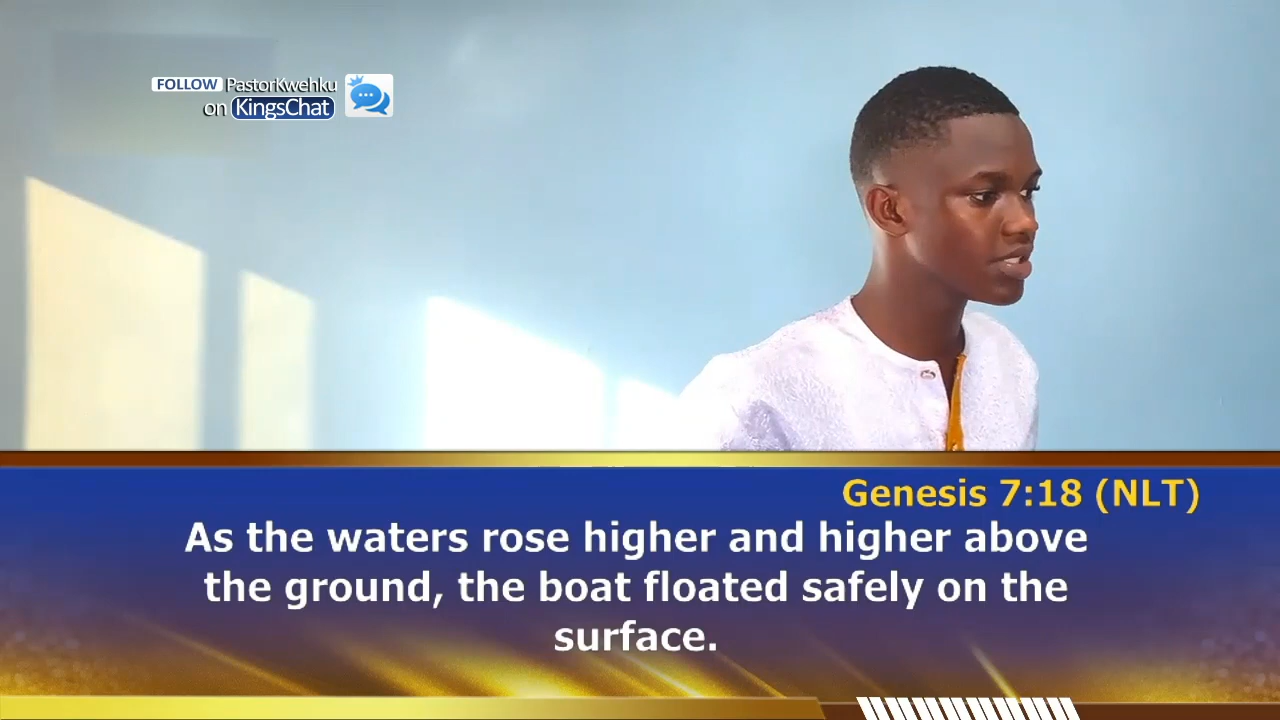 FOLLOW PastorKwehku
on KingsChat
Genesis 7:18 (NLT)
As the waters rose higher and higher above
the ground, the boat floated safely on the
surface.